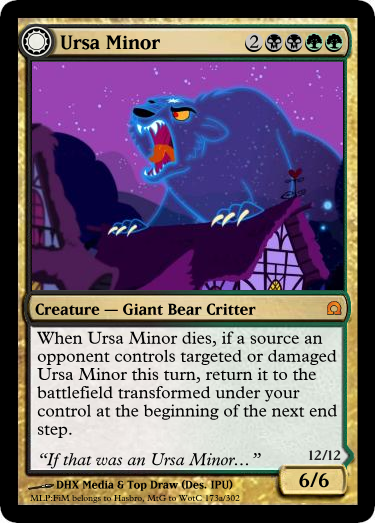 Ursa Minor 2
Creature — Giant Bear Critter
When Ursa Minor dies, if a source an
opponent controls targeted or damaged
Ursa Minor this turn, return it to the
battlefield transformed under your
control at the beginning of the next end
step.
“If that was an Ursa Minor…”
12/12
6/6
DHX Media & Top Draw (Des. IPU)
MLP:FiM belongs to Hasbro, MtG to WotC 173a/302